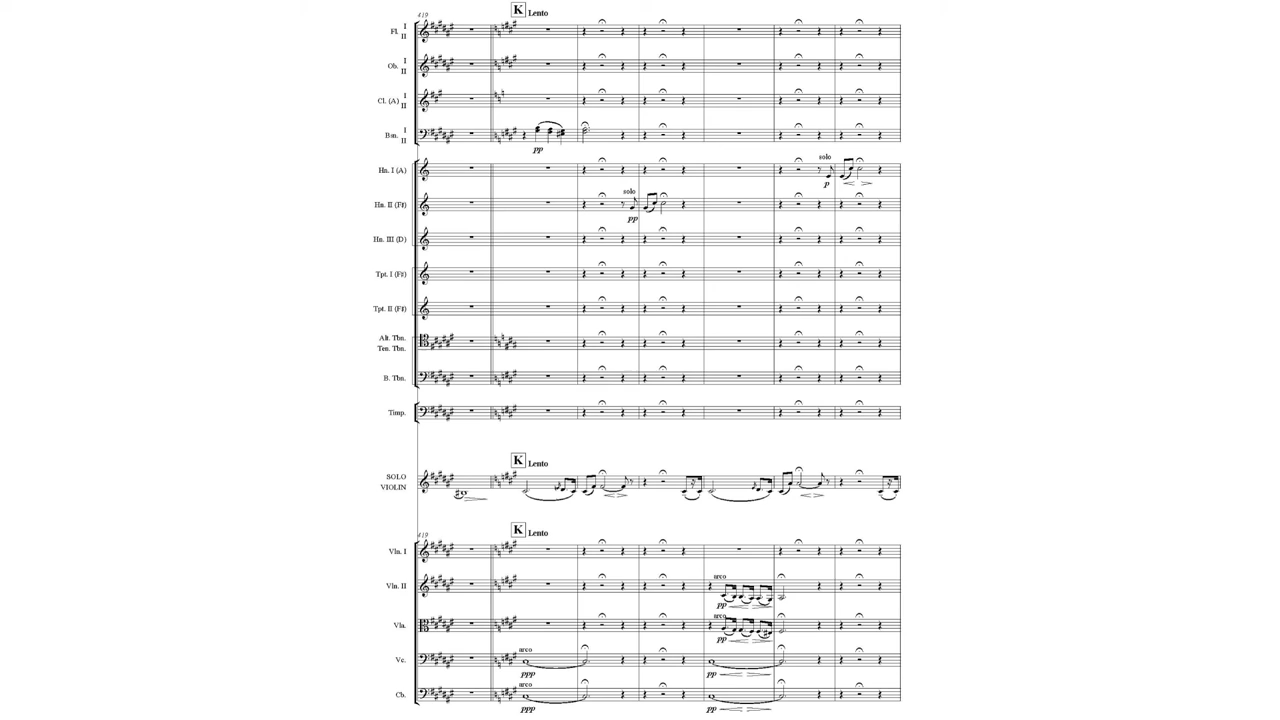 K Lento
419
Fl. I
II
Ob. I
II
Cl. (A) I
II
Bsn. I
II
pp
Hn. I (A)
solo
p
Hn. II (F#)
solo
pp
Hn. III (D)
Tpt. I (F#)
Tpt. II (F#)
Alt. Tbn.
Ten. Tbn.
B. Tbn.
Timp.
K Lento
SOLO
VIOLIN
K Lento
419
Vln. I
Vln. II
arco
pp
Vla.
arco
pp
Vc.
arco
ppp
pp
Cb.
arco
ppp
pp